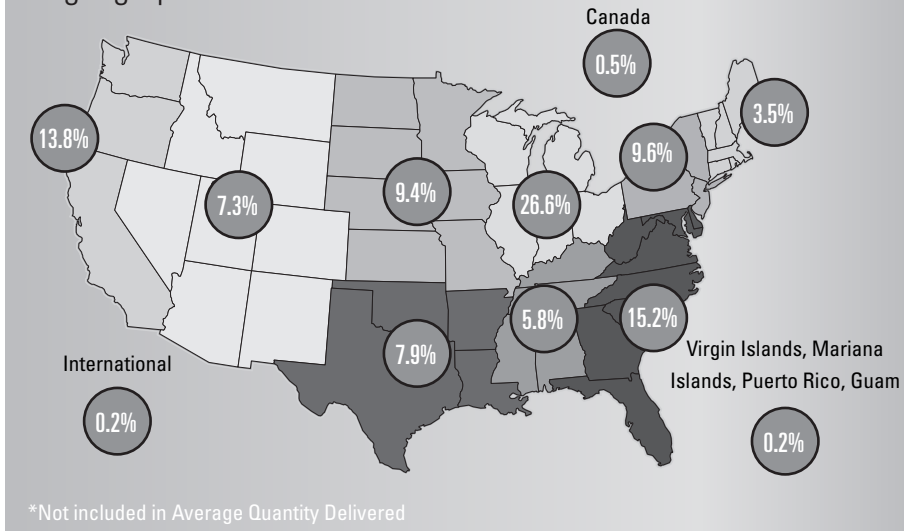 Canada
0.5%
3.5%
13.8%
9.6%
9.4%
7.3%
26.6%
5.8%
15.2%
7.9%
Virgin Islands, Mariana
Islands, Puerto Rico, Guam
International
0.2%
0.2%
*Not included in Average Quantity Delivered